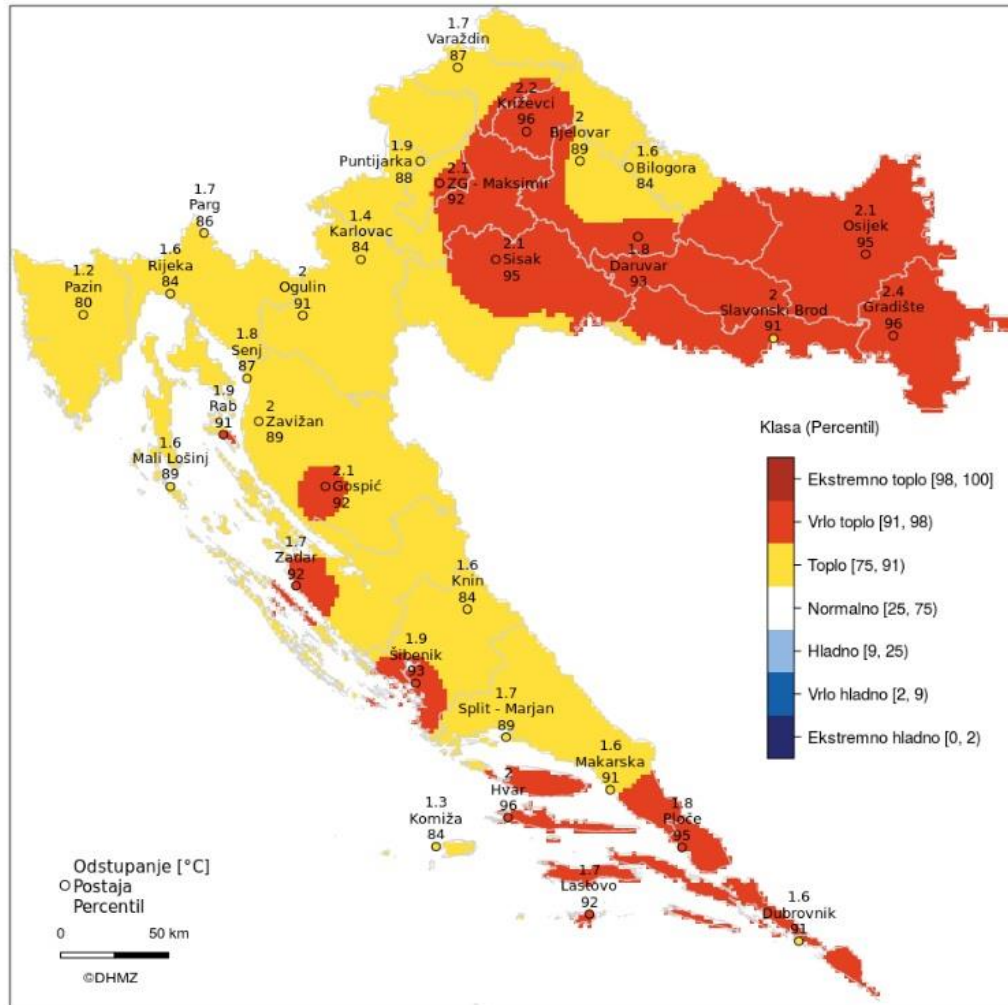 1.7
Varaždin
87
2.2
Križevci
96
2
Bjelovar
89
1.6
Bilogora
84
1.9
Puntijarka
88
2.1
ZG - Maksimir
92
1.7
Parg
86
1.4
Karlovac
84
2.1
Sisak
95
1.8
Daruvar
93
2.1
Osijek
95
1.2
Pazin
80
1.6
Rijeka
84
2
Ogulin
91
2
Slavonski Brod
91
2.4
Gradište
96
1.8
Senj
87
1.9
Rab
91
2
Zavižan
89
1.6
Mali Lošinj
89
2.1
Gospić
92
1.7
Zadar
92
1.6
Knin
84
1.9
Šibenik
93
1.7
Split - Marjan
89
1.6
Makarska
91
2
Hvar
96
1.3
Komiža
84
1.8
Ploče
95
1.7
Lastovo
92
1.6
Dubrovnik
91
Klasa (Percentil)
Ekstremno toplo [98, 100]
Vrlo toplo [91, 98)
Toplo [75, 91)
Normalno [25, 75)
Hladno [9, 25)
Vrlo hladno [2, 9)
Ekstremno hladno [0, 2)
Odstupanje [°C]
Postaja
Percentil
0 50 km
©DHMZ